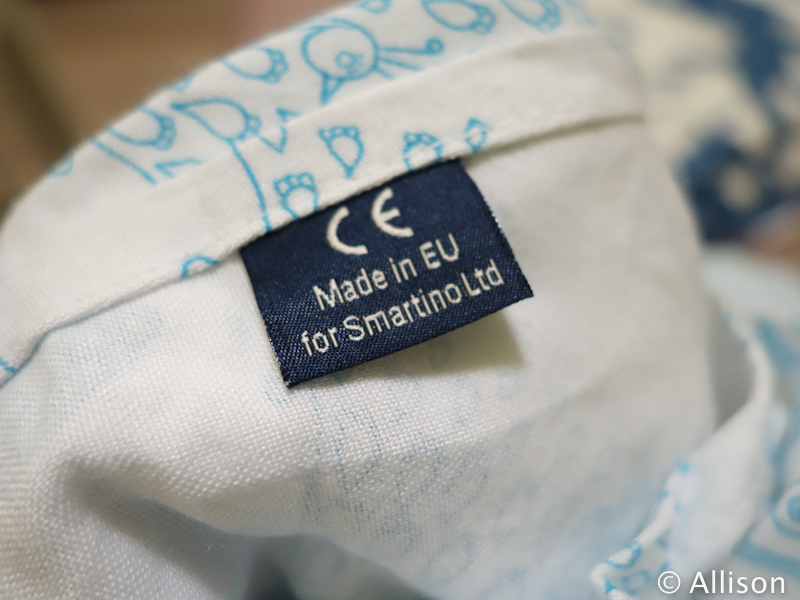 CE
Made in EU
for Smartino Ltd
© Allison